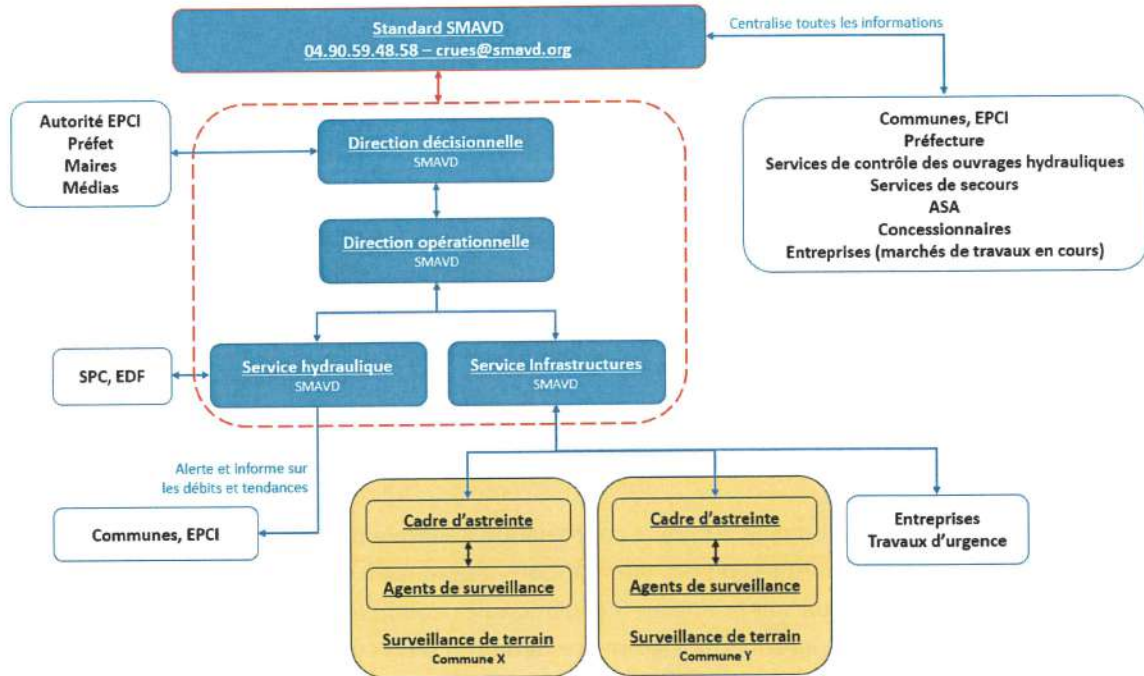 Standard SMAVD
04.90.59.48.58 – crues@smavd.org
Centralise toutes les informations
Autorité EPCI
Préfet
Maires
Médias
Direction décisionnelle
SMAVD
Communes, EPCI
Préfecture
Services de contrôle des ouvrages hydrauliques
Services de secours
ASA
Concessionnaires
Entreprises (marchés de travaux en cours)
Direction opérationnelle
SMAVD
SPC, EDF
Service hydraulique
SMAVD
Service Infrastructures
SMAVD
Alerte et informe sur
les débits et tendances
Communes, EPCI
Cadre d'astreinte
Agents de surveillance
Surveillance de terrain
Commune X
Cadre d'astreinte
Agents de surveillance
Surveillance de terrain
Commune Y
Entreprises
Travaux d'urgence